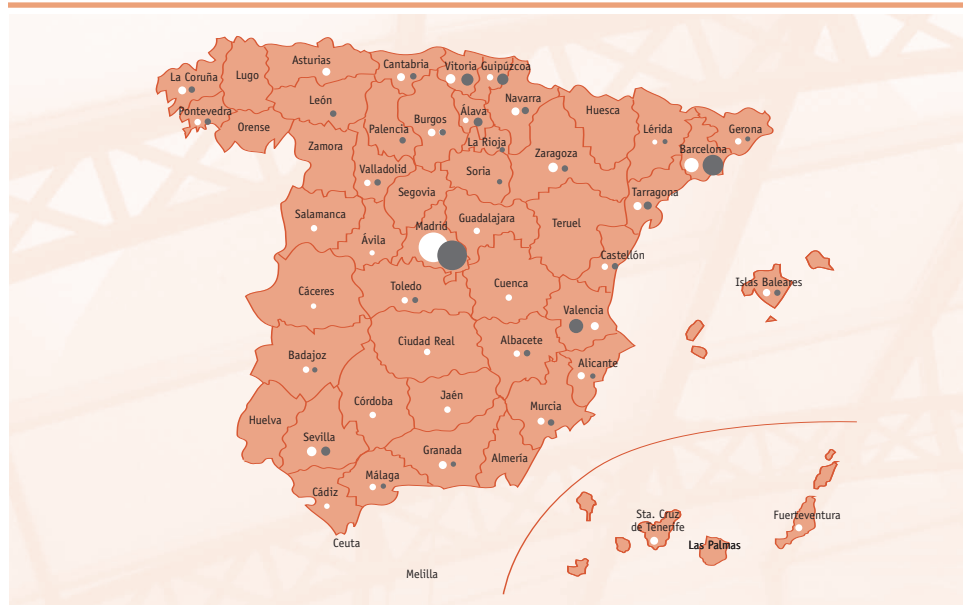 Asturias
Cantabria
Vitoria
Guipúzcoa
La Coruña
Lugo
León
Navarra
Huesca
Pontevedra
Álava
Orense
Palencia
Burgos
Lérida
Gerona
Zamora
La Rioja
Zaragoza
Barcelona
Valladolid
Soria
Segovia
Tarragona
Salamanca
Madrid
Guadalajara
Teruel
Ávila
Castellón
Cáceres
Toledo
Cuenca
Islas Baleares
Valencia
Ciudad Real
Albacete
Badajoz
Alicante
Córdoba
Jaén
Murcia
Huelva
Sevilla
Granada
Almeria
Málaga
Cádiz
Sta. Cruz
de Tenerife
Fuerteventura
Ceuta
Las Palmas
Melilla